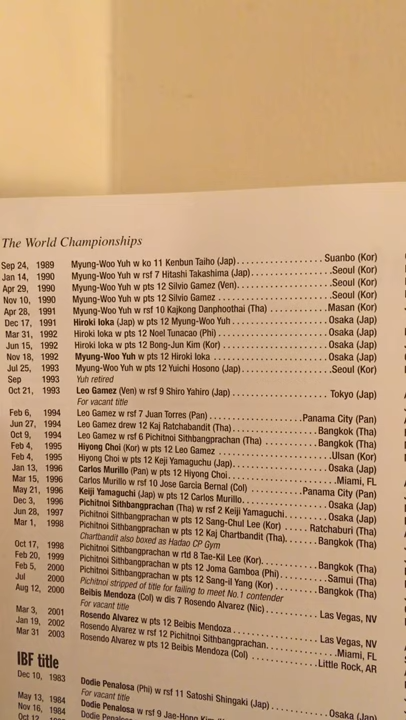 The World Championships
Sep 24, 1989 Myung-Woo Yuh w ko 11 Kenbun Taiho (Jap) Suanbo (Kor)
Jan 14, 1990 Myung-Woo Yuh w rsf 7 Hitashi Takashima (Jap) Seoul (Kor)
Apr 29, 1990 Myung-Woo Yuh w pts 12 Silvio Gamez (Ven) Seoul (Kor)
Nov 10, 1990 Myung-Woo Yuh w pts 12 Silvio Gamez Seoul (Kor)
Apr 28, 1991 Myung-Woo Yuh w rsf 10 Kajkong Danphoothai (Tha) Masan (Kor)
Dec 17, 1991 Hiroki Ioka (Jap) w pts 12 Myung-Woo Yuh Osaka (Jap)
Mar 31, 1992 Hiroki Ioka w pts 12 Noel Tunacao (Phi) Osaka (Jap)
Jun 15, 1992 Hiroki Ioka w pts 12 Bong-Jun Kim (Kor) Osaka (Jap)
Nov 18, 1992 Myung-Woo Yuh w pts 12 Hiroki Ioka Osaka (Jap)
Jul 25, 1993 Myung-Woo Yuh w pts 12 Yuichi Hosono (Jap) Seoul (Kor)
Sep 1993 Yuh retired
Oct 21, 1993 Leo Gamez (Ven) w rsf 9 Shiro Yahiro (Jap) Tokyo (Jap)
For vacant title
Feb 6, 1994 Leo Gamez w rsf 7 Juan Torres (Pan) Panama City (Pan)
Jun 27, 1994 Leo Gamez drew 12 Kaj Ratchabandit (Tha) Bangkok (Tha)
Oct 9, 1994 Leo Gamez w rsf 6 Pichitnoi Sithbangprachan (Tha) Bangkok (Tha)
Feb 4, 1995 Hiyong Choi (Kor) w pts 12 Leo Gamez Ulsan (Kor)
Feb 4, 1995 Hiyong Choi w pts 12 Keji Yamaguchu (Jap) Osaka (Jap)
Jan 13, 1996 Carlos Murillo (Pan) w pts 12 Hiyong Choi Miami, FL
Mar 15, 1996 Carlos Murillo w rsf 10 Jose Garcia Bernal (Col) Panama City (Pan)
May 21, 1996 Keiji Yamaguchi (Jap) w pts 12 Carlos Murillo Osaka (Jap)
Dec 3, 1996 Pichitnoi Sithbangprachan (Tha) w rsf 2 Keiji Yamaguchi Osaka (Jap)
Jun 28, 1997 Pichitnoi Sithbangprachan w pts 12 Sang-Chul Lee (Kor) Ratchaburi (Tha)
Mar 1, 1998 Pichitnoi Sithbangprachan w pts 12 Kaj Chartbandit (Tha) Bangkok (Tha)
Chartbandit also boxed as Hadao CP Gym
Oct 17, 1998 Pichitnoi Sithbangprachan w rtd 8 Tae-Kil Lee (Kor) Bangkok (Tha)
Feb 20, 1999 Pichitnoi Sithbangprachan w pts 12 Joma Gamboa (Phi) Samui (Tha)
Feb 5, 2000 Pichitnoi Sithbangprachan w pts 12 Sang-il Yang (Kor) Bangkok (Tha)
Jul 2000 Pichitnoi stripped of title for failing to meet No.1 contender
Aug 12, 2000 Beibis Mendoza (Col) w dis 7 Rosendo Alvarez (Nic) Las Vegas, NV
For vacant title
Mar 3, 2001 Rosendo Alvarez w pts 12 Beibis Mendoza Las Vegas, NV
Jan 19, 2002 Rosendo Alvarez w rsf 12 Pichitnoi Sithbangprachan Miami, FL
Mar 31 2003 Rosendo Alvarez w pts 12 Beibis Mendoza (Col) Little Rock, AR
IBF title
Dec 10, 1983 Dodie Penalosa (Phi) w rsf 11 Satoshi Shingaki (Jap) Osaka (Jap)
For vacant title
May 13, 1984 Dodie Penalosa w rsf 9 Jae-Hong Kim
Nov 16, 1984 Dodie Penalosa